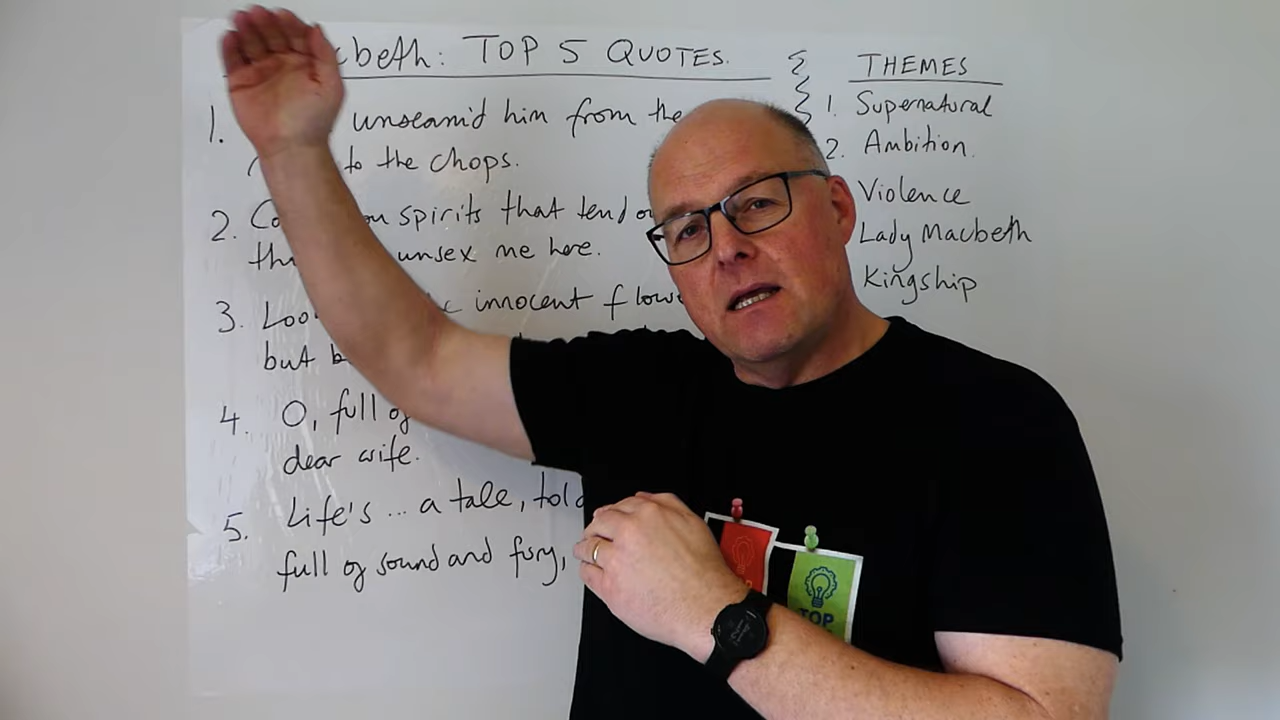 beth: TOP 5 QUOTES.
1. unseam'd him from the
to the chops.
2. spirits that tend on
unsex me here.
3. innocent
but
4. O, full of
dear wife.
5. Life's ... a tale, told
full of sound and fury,
THEMES
1. Supernatural
2. Ambition.
Violence
Lady Macbeth
Kingship
TOP